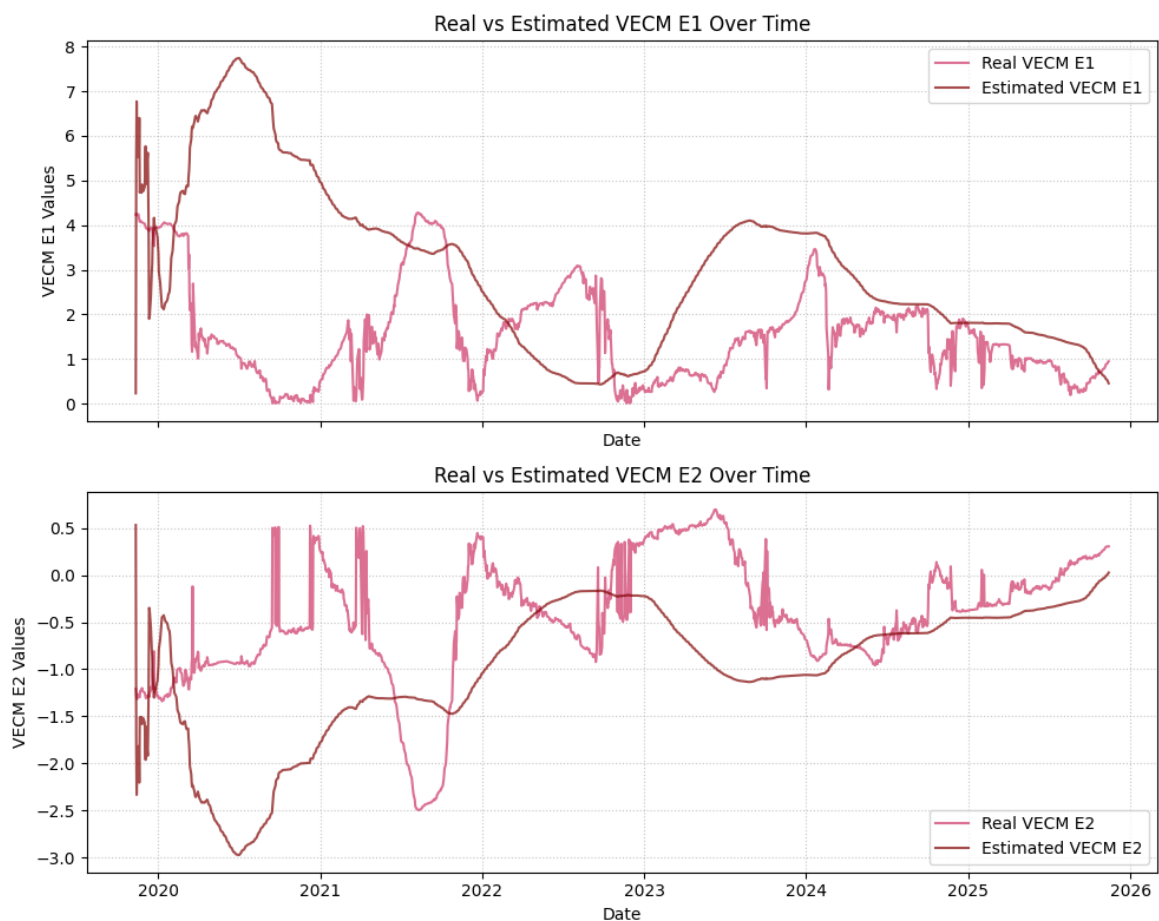 Real vs Estimated VECM E1 Over Time
8
7
6
5
4
3
2
1
0
VECM E1 Values
Real VECM E1
Estimated VECM E1
Date
Real vs Estimated VECM E2 Over Time
0.5
0.0
−0.5
−1.0
−1.5
−2.0
−2.5
−3.0
VECM E2 Values
Real VECM E2
Estimated VECM E2
2020 2021 2022 2023 2024 2025 2026
Date